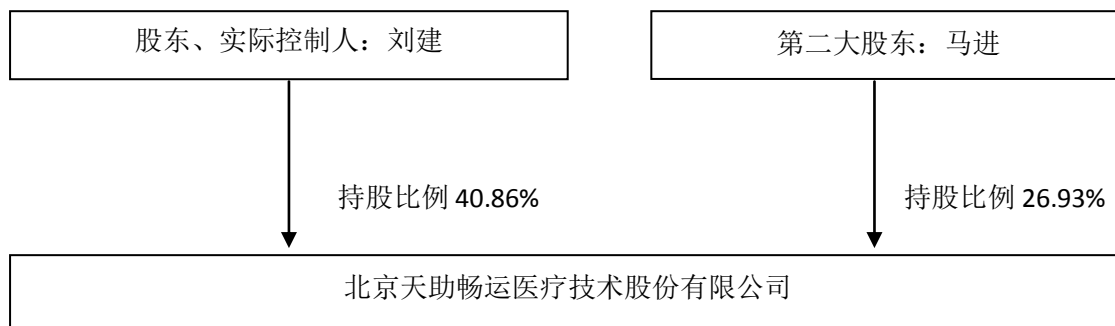 股东、实际控制人：刘建
第二大股东：马进
持股比例 40.86%
持股比例 26.93%
北京天助畅运医疗技术股份有限公司